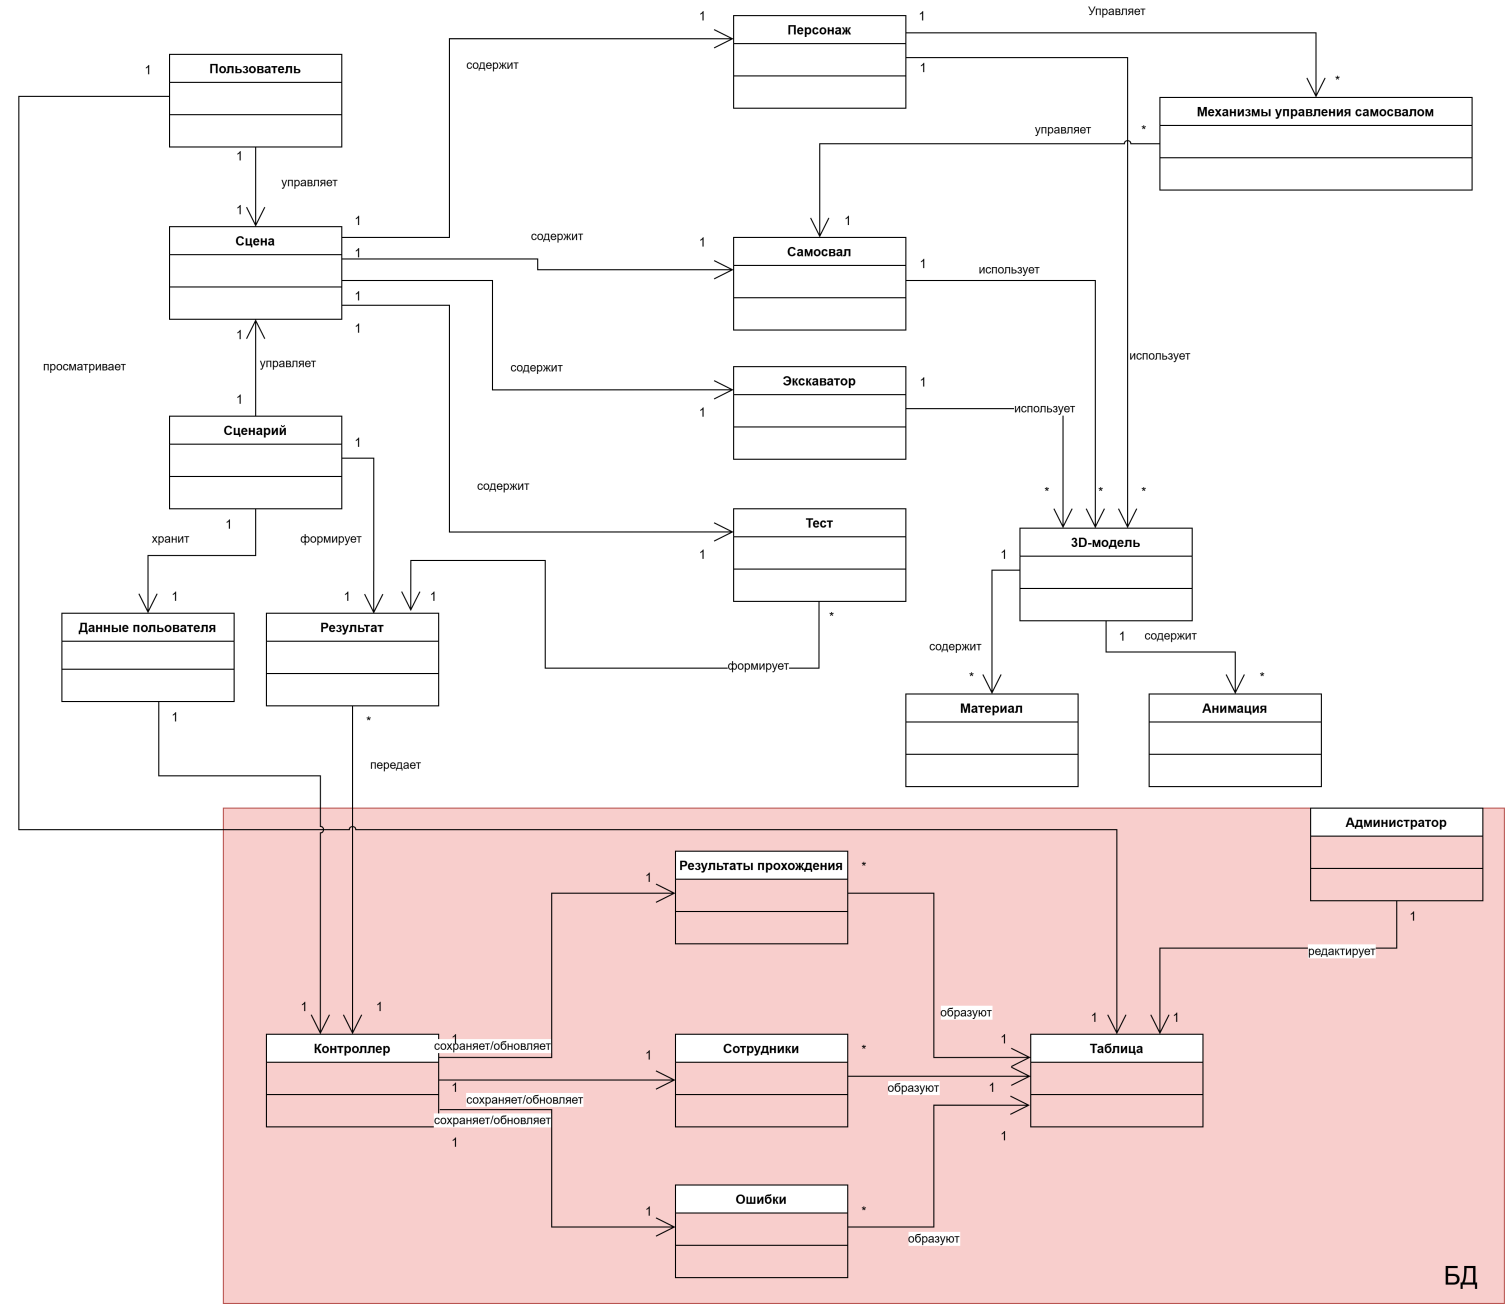 1
Персонаж
1
Управляет
содержит
1
Пользователь
1
*
Механизмы управления самосвалом
управляет
*
1
управляет
1
1
Сцена
1
содержит
1
1
1
Самосвал
1
использует
1
1
управляет
просматривает
содержит
1
Экскаватор
1
использует
использует
1
Сценарий
1
1
содержит
*
*
*
1
хранит
формирует
Тест
1
3D-модель
1
1
1
1
*
Данные польователя
Результат
1
содержит
содержит
формирует
*
*
1
*
Материал
Анимация
передает
Администратор
Результаты прохождения
*
1
1
редактирует
1
1
образуют
1
1
Контроллер
1
сохраняет/обновляет
1
Сотрудники
*
1
Таблица
1
сохраняет/обновляет
образуют
1
сохраняет/обновляет
1
1
Ошибки
1
*
образуют
БД